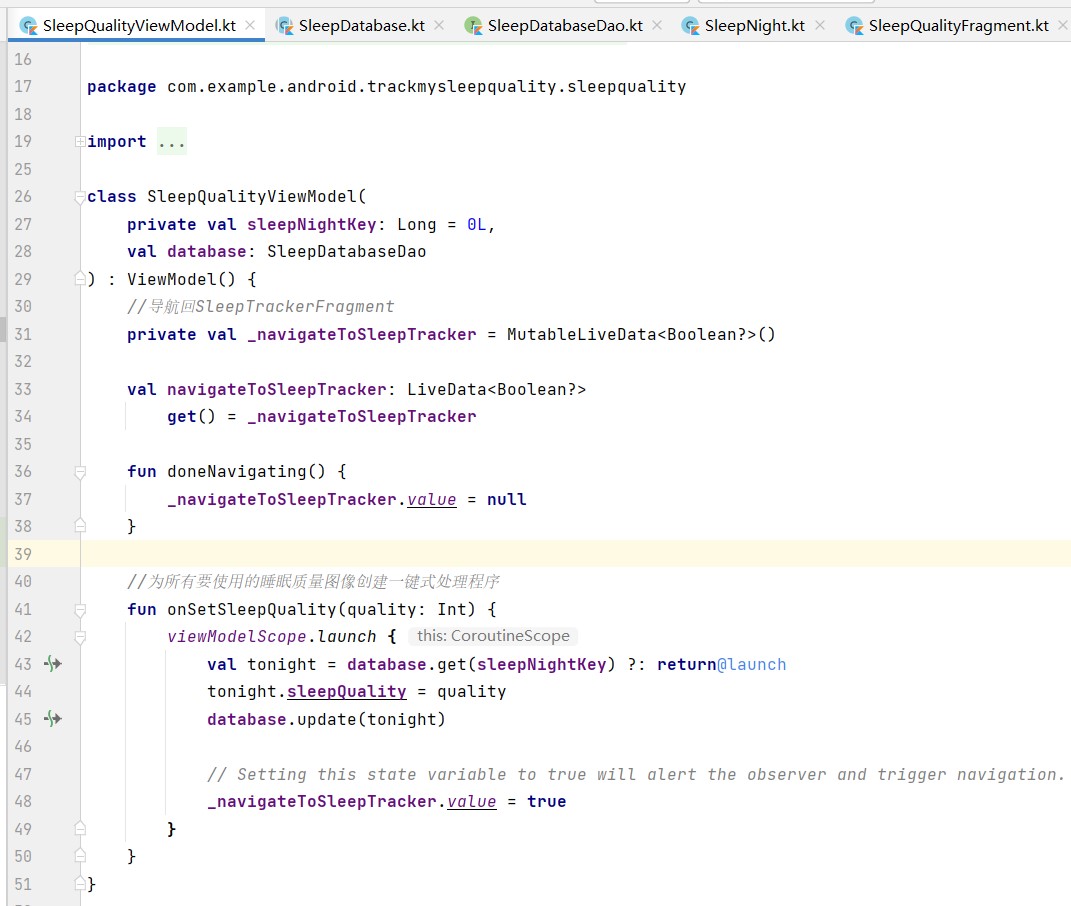 SleepQualityViewModel.kt SleepDatabase.kt SleepDatabaseDao.kt SleepNight.kt SleepQualityFragment.kt
16
17 package com.example.android.trackmysleepquality.sleepquality
18
19 import ...
25
26 class SleepQualityViewModel(
27 private val sleepNightKey: Long = 0L,
28 val database: SleepDatabaseDao
29 ) : ViewModel() {
30 //导航回SleepTrackerFragment
31 private val _navigateToSleepTracker = MutableLiveData<Boolean?>()
32
33 val navigateToSleepTracker: LiveData<Boolean?>
34 get() = _navigateToSleepTracker
35
36 fun doneNavigating() {
37 _navigateToSleepTracker.value = null
38 }
39
40 //为所有要使用的睡眠质量图像创建一键式处理程序
41 fun onSetSleepQuality(quality: Int) {
42 viewModelScope.launch { this: CoroutineScope
43 val tonight = database.get(sleepNightKey) ?: return@launch
44 tonight.sleepQuality = quality
45 database.update(tonight)
46
47 // Setting this state variable to true will alert the observer and trigger navigation.
48 _navigateToSleepTracker.value = true
49 }
50 }
51 }